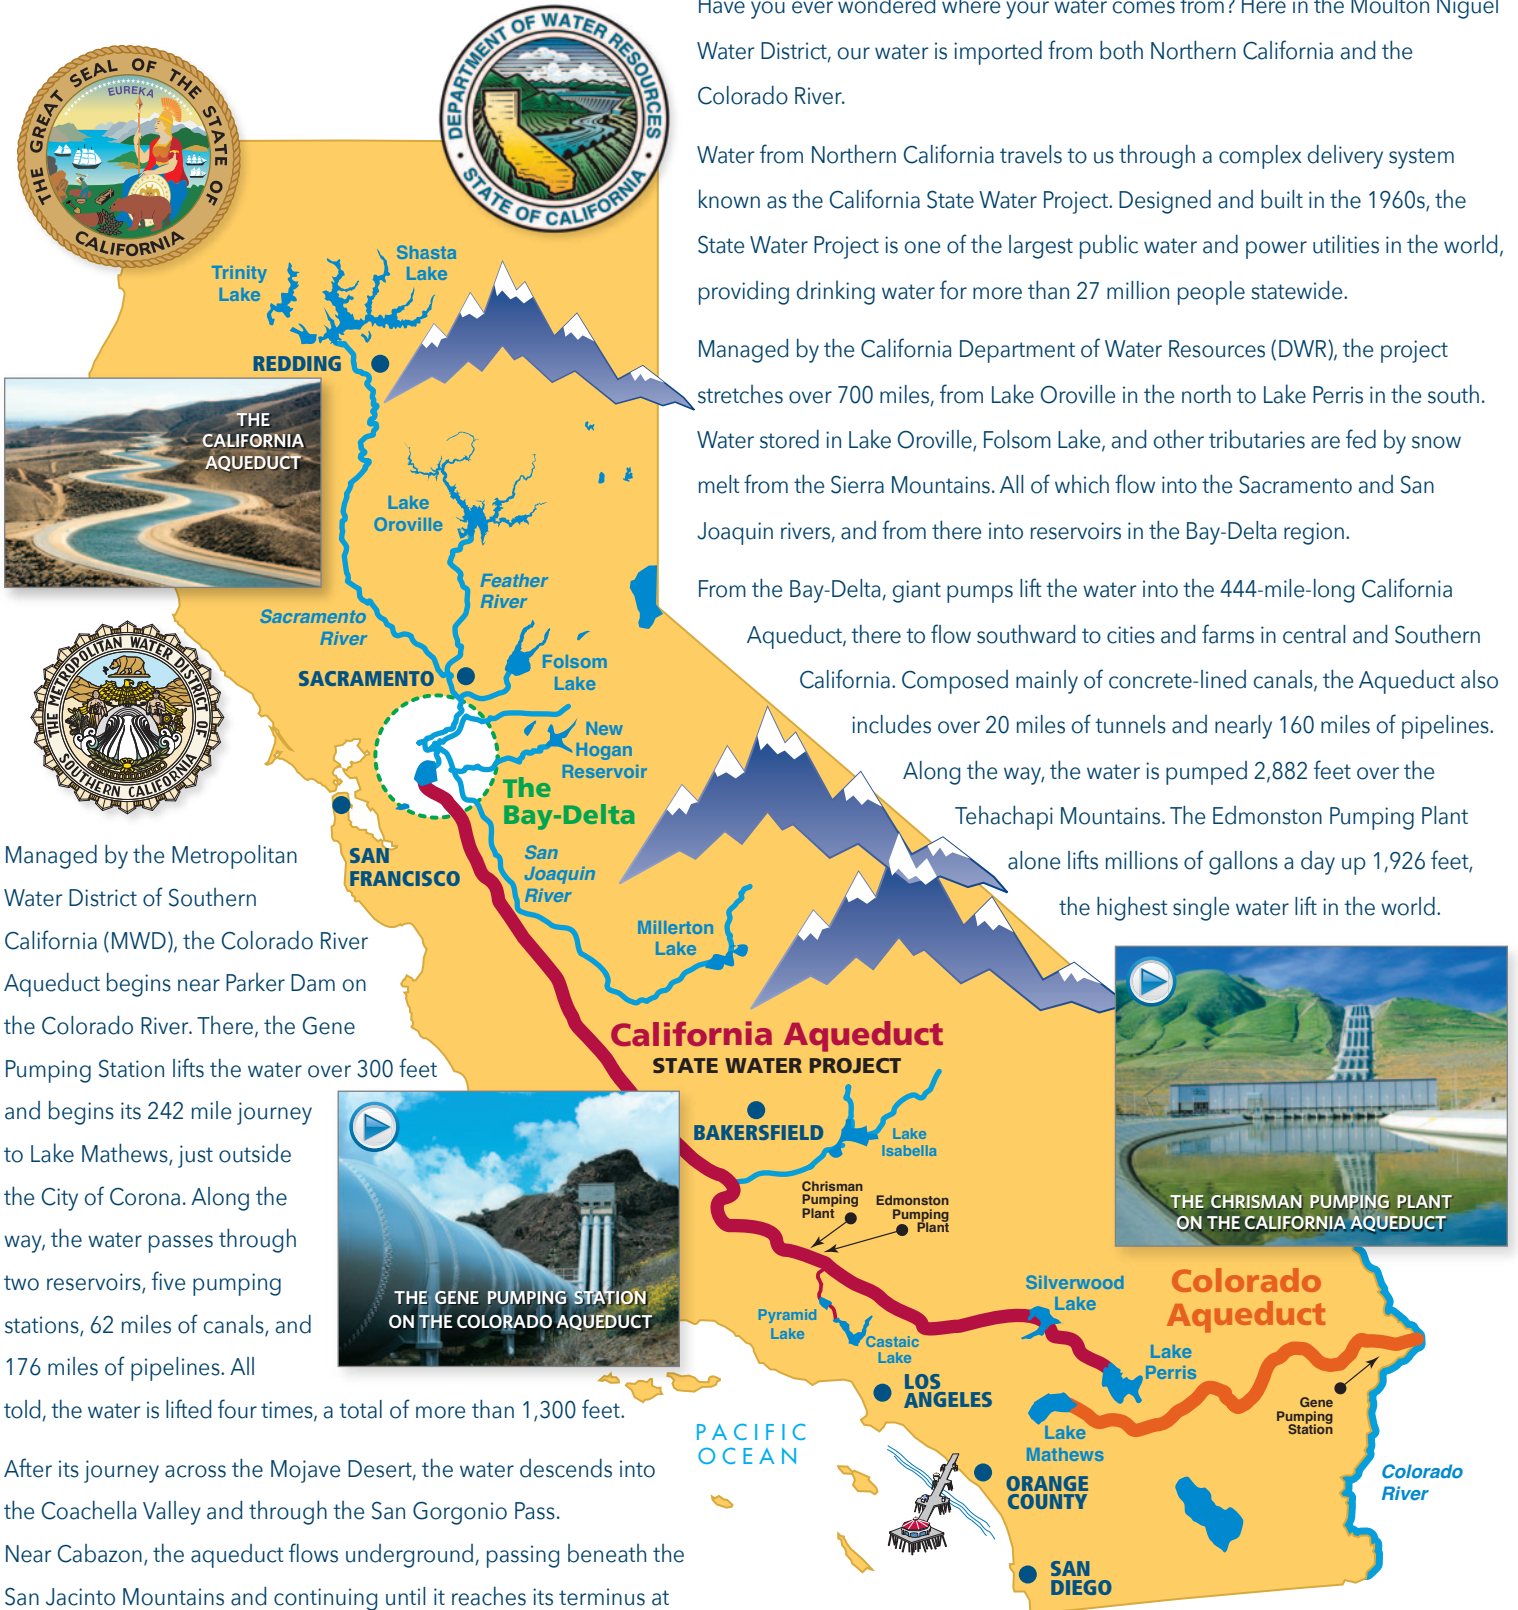 Have you ever wondered where your water comes from? Here in the Moulton Niguel
Water District, our water is imported from both Northern California and the
Colorado River.
Water from Northern California travels to us through a complex delivery system
known as the California State Water Project. Designed and built in the 1960s, the
State Water Project is one of the largest public water and power utilities in the world,
providing drinking water for more than 27 million people statewide.
Managed by the California Department of Water Resources (DWR), the project
stretches over 700 miles, from Lake Oroville in the north to Lake Perris in the south.
Water stored in Lake Oroville, Folsom Lake, and other tributaries are fed by snow
melt from the Sierra Mountains. All of which flow into the Sacramento and San
Joaquin rivers, and from there into reservoirs in the Bay-Delta region.
From the Bay-Delta, giant pumps lift the water into the 444-mile-long California
Aqueduct, there to flow southward to cities and farms in central and Southern
California. Composed mainly of concrete-lined canals, the Aqueduct also
includes over 20 miles of tunnels and nearly 160 miles of pipelines.
Along the way, the water is pumped 2,882 feet over the
Tehachapi Mountains. The Edmonston Pumping Plant
alone lifts millions of gallons a day up 1,926 feet,
the highest single water lift in the world.
THE GREAT SEAL OF THE STATE OF
CALIFORNIA
EUREKA
DEPARTMENT OF WATER RESOURCES
STATE OF CALIFORNIA
Trinity
Lake
Shasta
Lake
REDDING
THE
CALIFORNIA
AQUEDUCT
Lake
Oroville
Feather
River
Sacramento
River
SACRAMENTO
Folsom
Lake
THE METROPOLITAN WATER DISTRICT OF
SOUTHERN CALIFORNIA
New
Hogan
Reservoir
The
Bay-Delta
SAN
FRANCISCO
San
Joaquin
River
Millerton
Lake
Managed by the Metropolitan
Water District of Southern
California (MWD), the Colorado River
Aqueduct begins near Parker Dam on
the Colorado River. There, the Gene
Pumping Station lifts the water over 300 feet
and begins its 242 mile journey
to Lake Mathews, just outside
the City of Corona. Along the
way, the water passes through
two reservoirs, five pumping
stations, 62 miles of canals, and
176 miles of pipelines. All
told, the water is lifted four times, a total of more than 1,300 feet.
After its journey across the Mojave Desert, the water descends into
the Coachella Valley and through the San Gorgonio Pass.
Near Cabazon, the aqueduct flows underground, passing beneath the
San Jacinto Mountains and continuing until it reaches its terminus at
California Aqueduct
STATE WATER PROJECT
BAKERSFIELD
Lake
Isabella
Chrisman
Pumping
Plant
Edmonston
Pumping
Plant
THE CHRISMAN PUMPING PLANT
ON THE CALIFORNIA AQUEDUCT
THE GENE PUMPING STATION
ON THE COLORADO AQUEDUCT
Pyramid
Lake
Castaic
Lake
Silverwood
Lake
Colorado
Aqueduct
Lake
Perris
LOS
ANGELES
Lake
Mathews
Gene
Pumping
Station
PACIFIC
OCEAN
ORANGE
COUNTY
Colorado
River
SAN
DIEGO